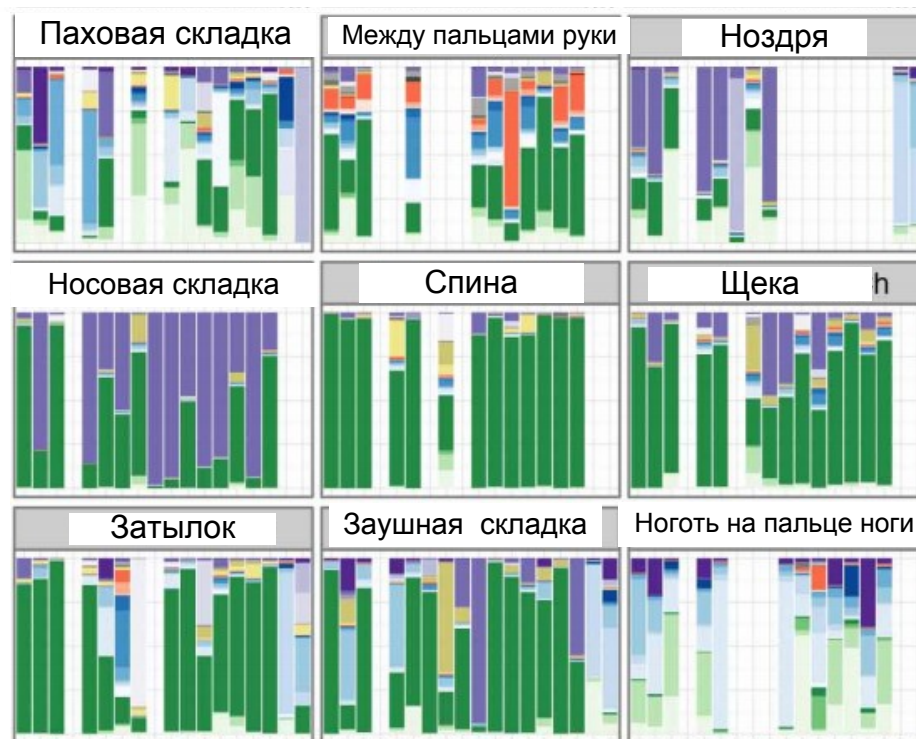 Паховая складка
Между пальцами руки
Ноздря
Носовая складка
Спина
Щека h
Затылок
Заушная складка
Ноготь на пальце ноги